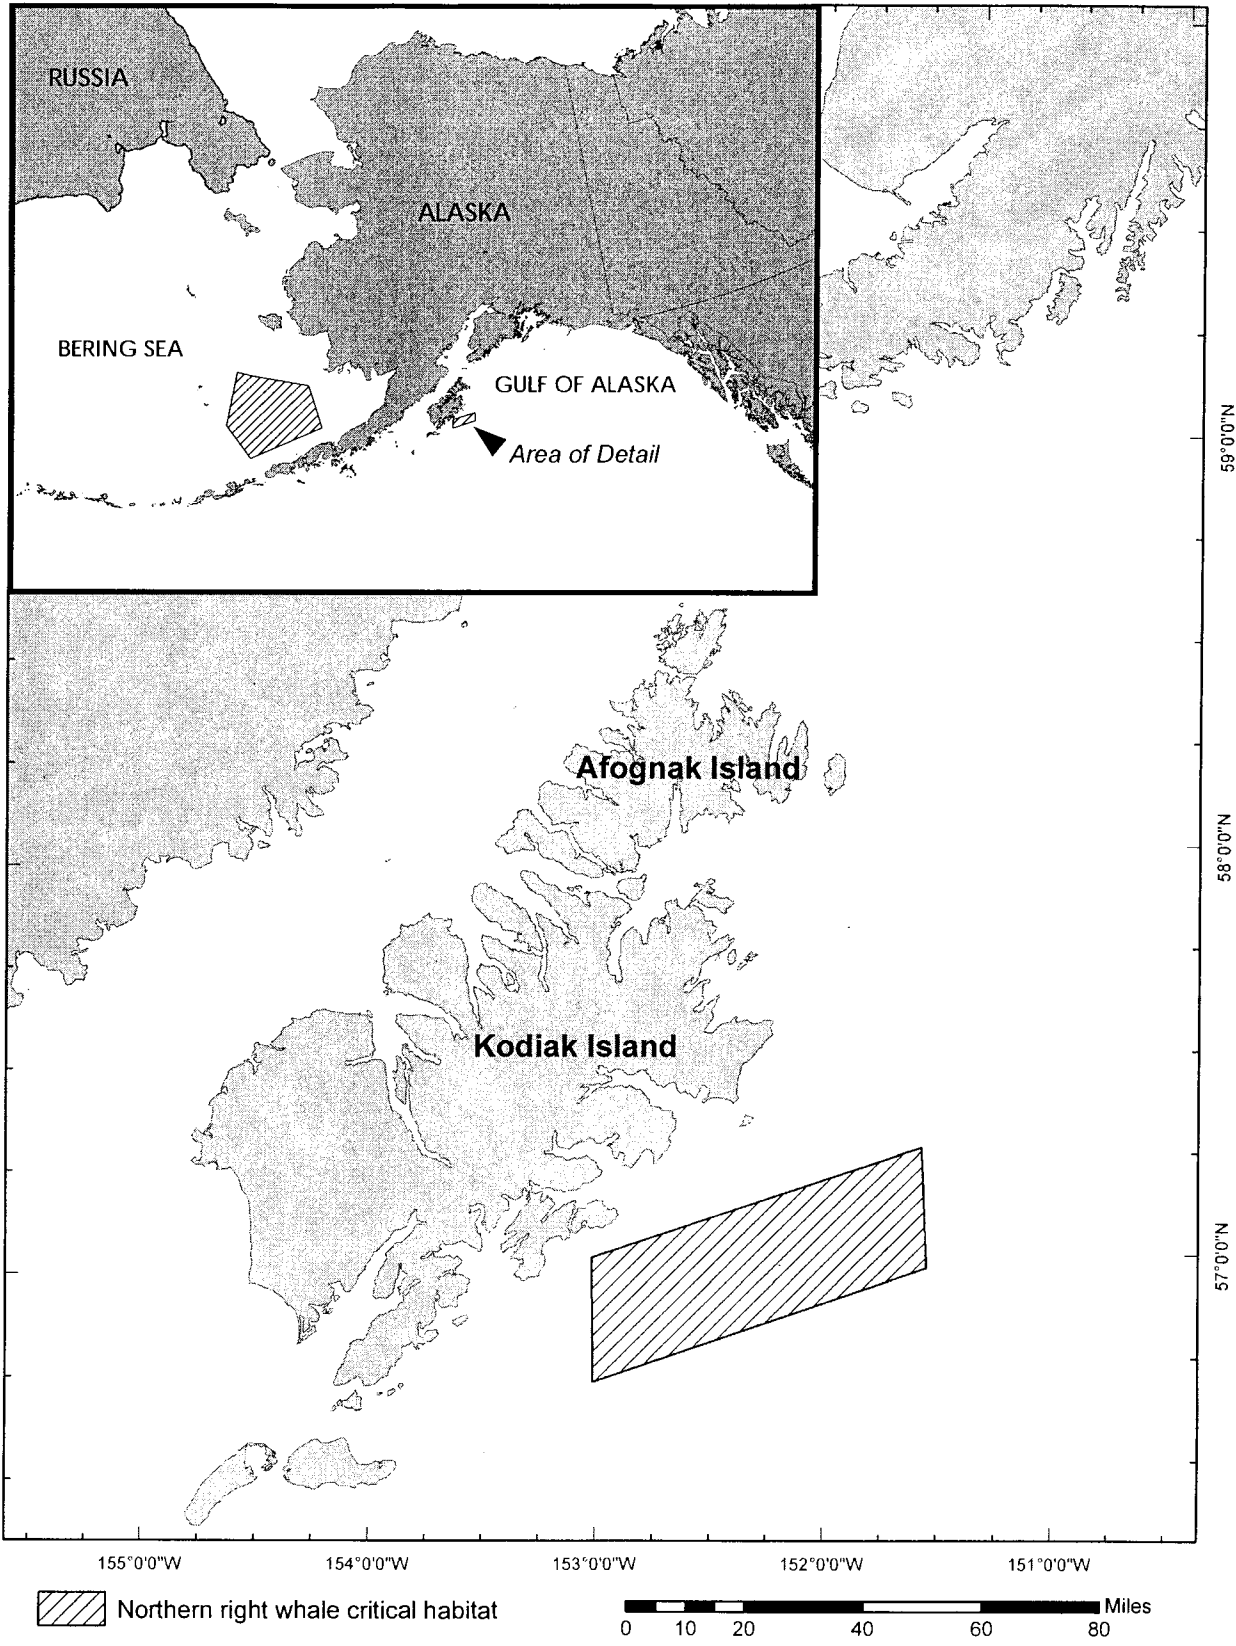 RUSSIA
ALASKA
BERING SEA
GULF OF ALASKA
Area of Detail
59°0'0"N
Afognak Island
58°0'0"N
Kodiak Island
57°0'0"N
155°0'0"W 154°0'0"W 153°0'0"W 152°0'0"W 151°0'0"W
Northern right whale critical habitat
Miles
0 10 20 40 60 80